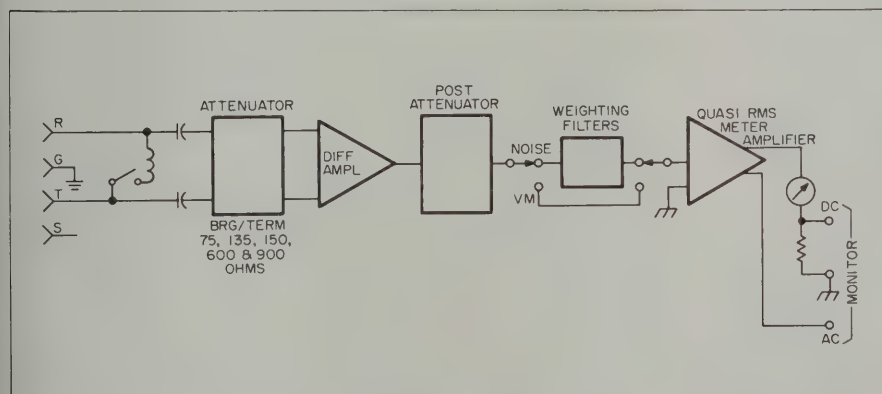 R
G
T
S
ATTENUATOR
BRG/TERM
75, 135, 150,
600 & 900
OHMS
DIFF
AMPL
POST
ATTENUATOR
NOISE
VM
WEIGHTING
FILTERS
QUASI RMS
METER
AMPLIFIER
DC
MONITOR
AC